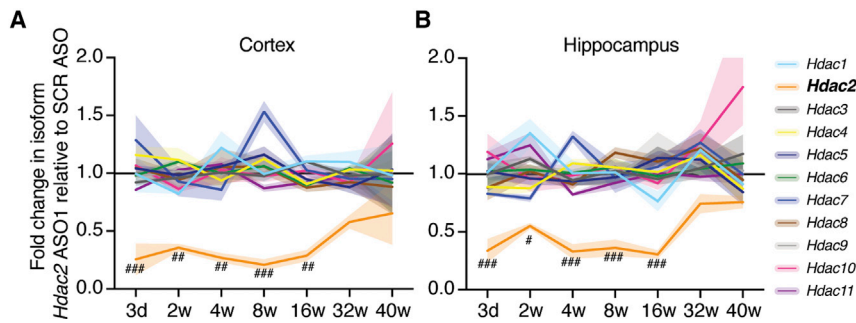 A
Cortex
Fold change in isoform
Hdac2 ASO1 relative to SCR ASO
2.0
1.5
1.0
0.5
0.0
###
##
##
###
##
3d 2w 4w 8w 16w 32w 40w
B
Hippocampus
2.0
1.5
1.0
0.5
0.0
###
#
###
###
###
3d 2w 4w 8w 16w 32w 40w
Hdac1
Hdac2
Hdac3
Hdac4
Hdac5
Hdac6
Hdac7
Hdac8
Hdac9
Hdac10
Hdac11